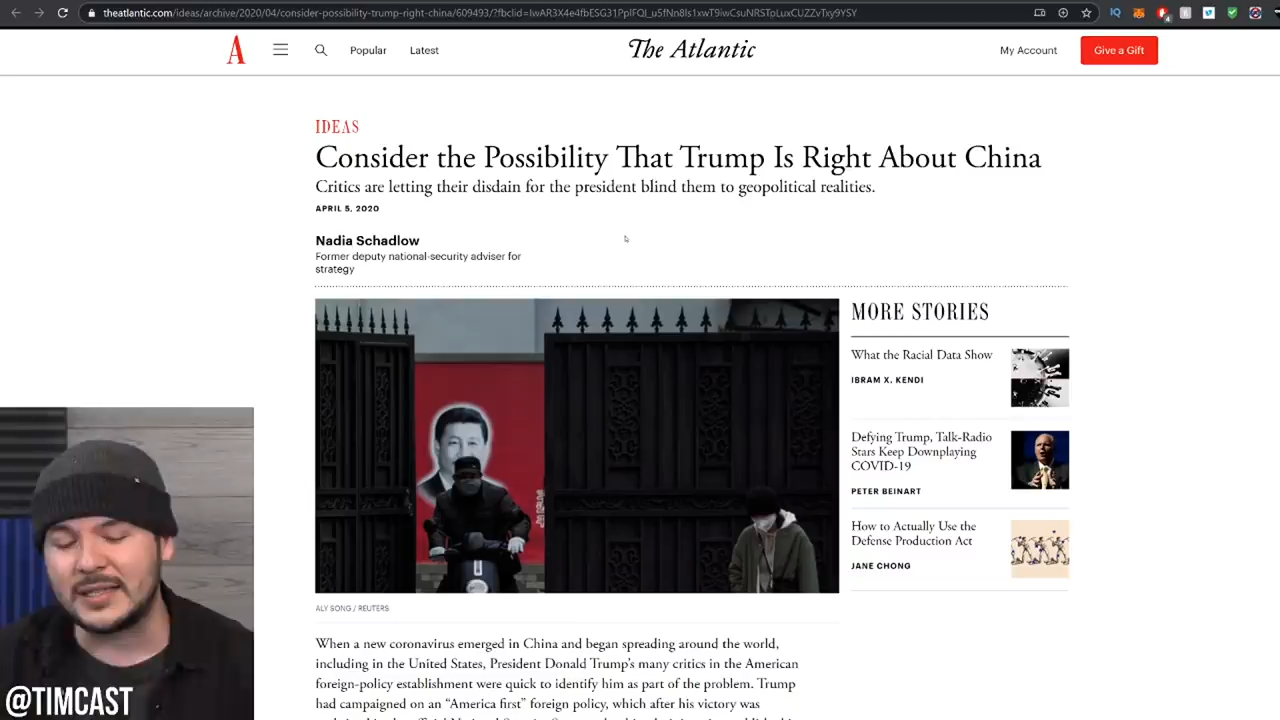 theatlantic.com/ideas/archive/2020/04/consider-possibility-trump-right-china/609493/?fbclid=IwAR3X4e4fbESG31PpIFQI_u5fNn8Is1xwT9iwCsuNRSTpLuxCUZZvTxy9YSY
A
Popular
Latest
The Atlantic
My Account
Give a Gift
IDEAS
Consider the Possibility That Trump Is Right About China
Critics are letting their disdain for the president blind them to geopolitical realities.
APRIL 5, 2020
Nadia Schadlow
Former deputy national-security adviser for
strategy
MORE STORIES
What the Racial Data Show
IBRAM X. KENDI
Defying Trump, Talk-Radio
Stars Keep Downplaying
COVID-19
PETER BEINART
How to Actually Use the
Defense Production Act
JANE CHONG
ALY SONG / REUTERS
When a new coronavirus emerged in China and began spreading around the world,
including in the United States, President Donald Trump's many critics in the American
foreign-policy establishment were quick to identify him as part of the problem. Trump
had campaigned on an "America first" foreign policy, which after his victory was
@TIMCAST